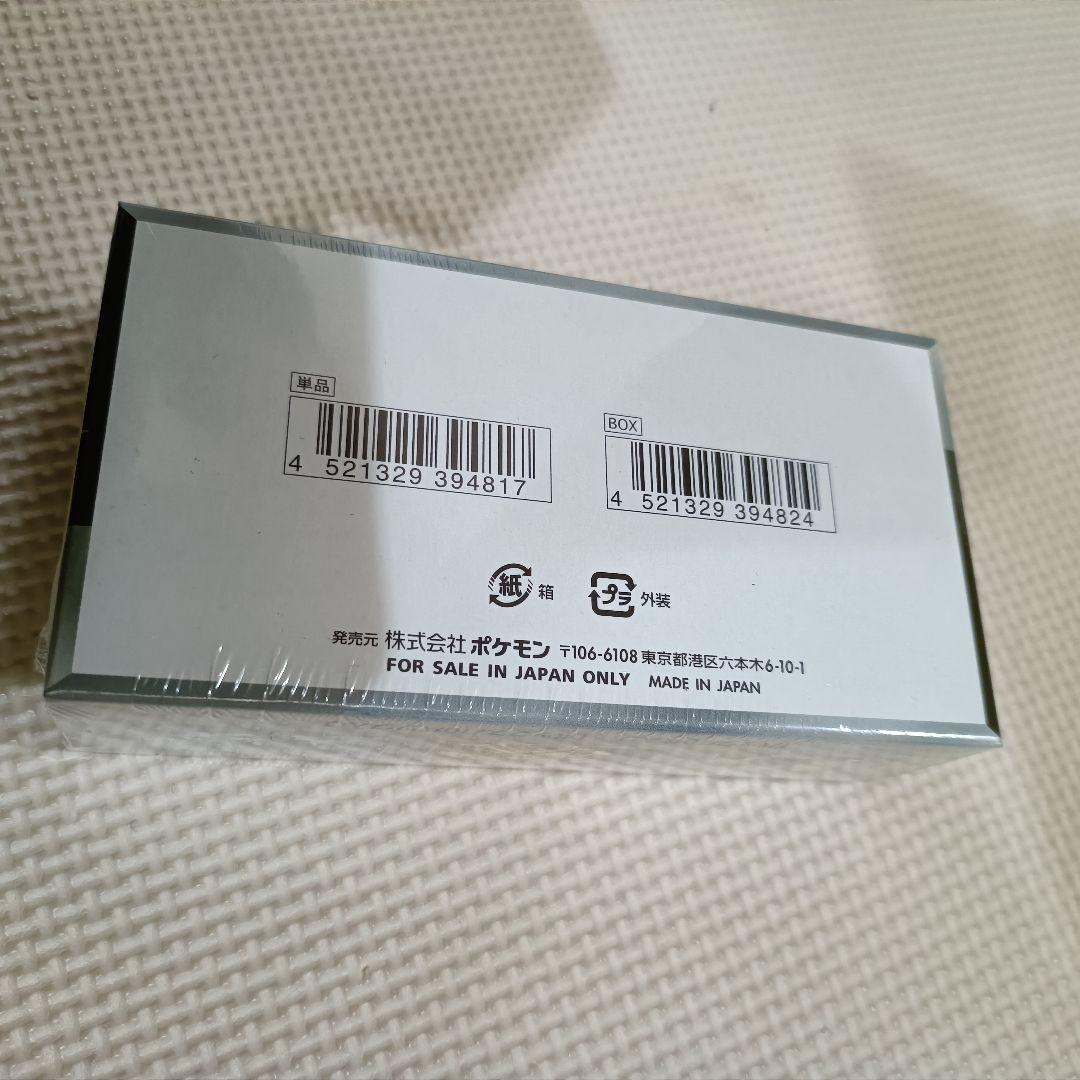 単品
4 521329 394817
BOX
4 521329 394824
紙 箱
プラ 外装
発売元 株式会社 ポケモン 〒106-6108 東京都港区六本木6-10-1
FOR SALE IN JAPAN ONLY MADE IN JAPAN